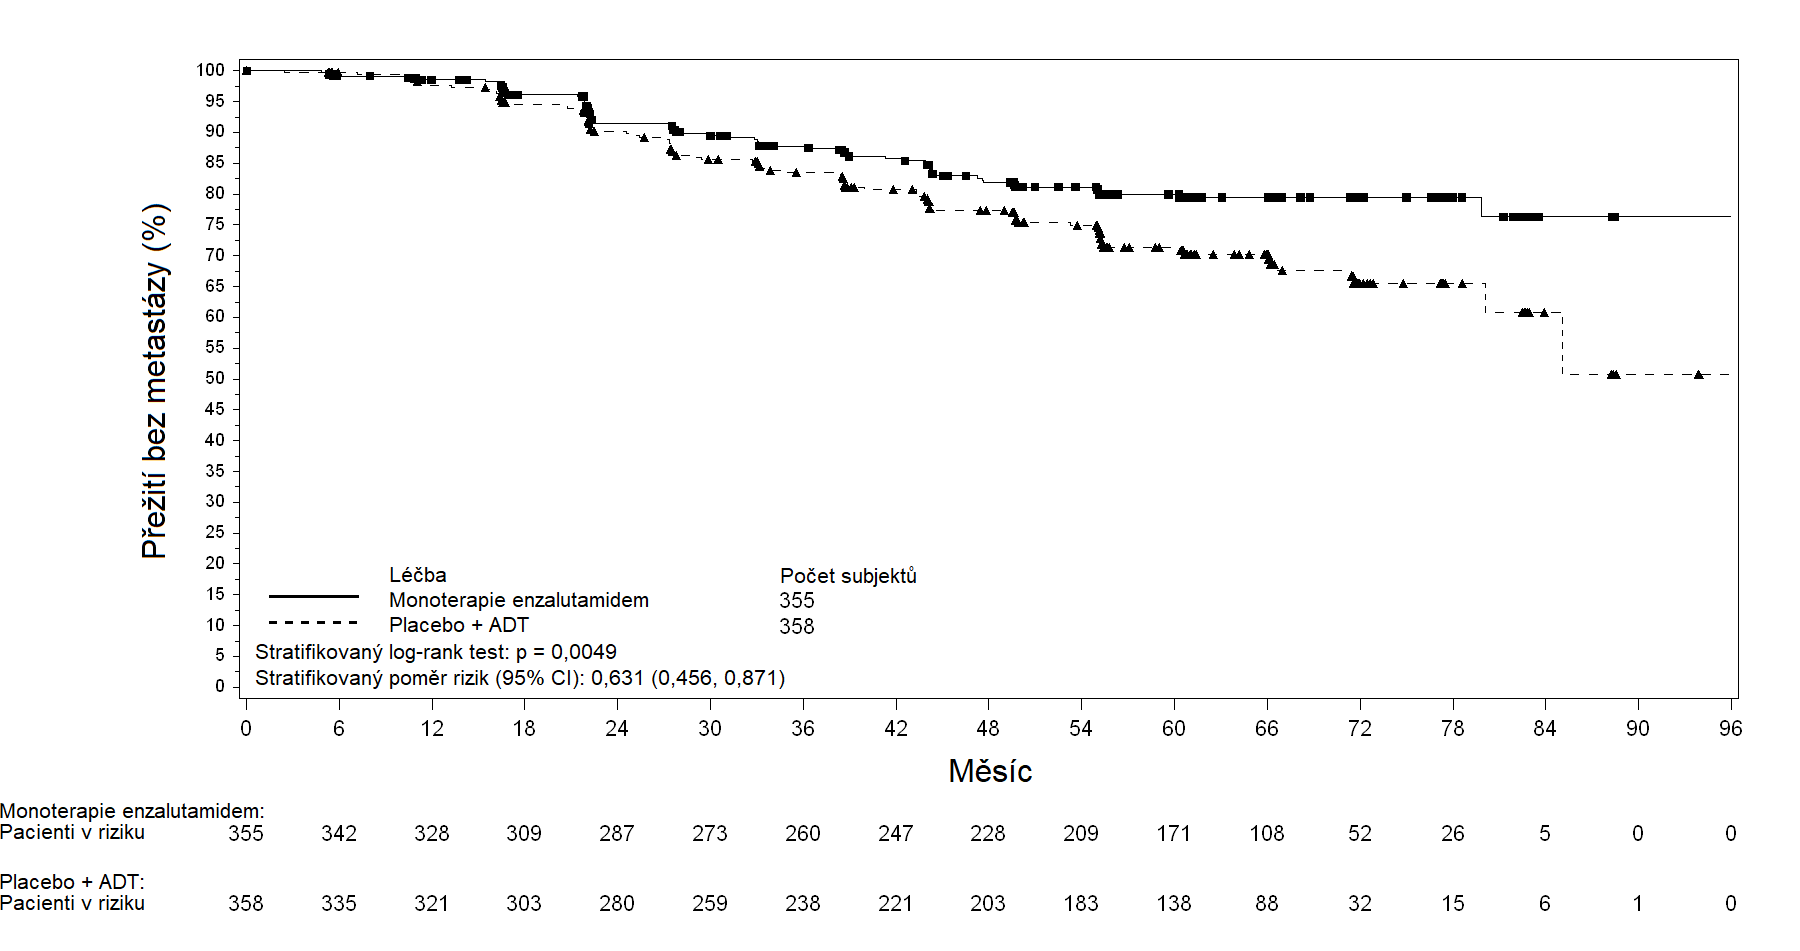 Přežití bez metastázy (%)
100
95
90
85
80
75
70
65
60
55
50
45
40
35
30
25
20
15
10
5
0
Léčba Počet subjektů
Monoterapie enzalutamidem 355
Placebo + ADT 358
Stratifikovaný log-rank test: p = 0,0049
Stratifikovaný poměr rizik (95% CI): 0,631 (0,456, 0,871)
0 6 12 18 24 30 36 42 48 54 60 66 72 78 84 90 96
Měsíc
Monoterapie enzalutamidem:
Pacienti v riziku 355 342 328 309 287 273 260 247 228 209 171 108 52 26 5 0 0
Placebo + ADT:
Pacienti v riziku 358 335 321 303 280 259 238 221 203 183 138 88 32 15 6 1 0